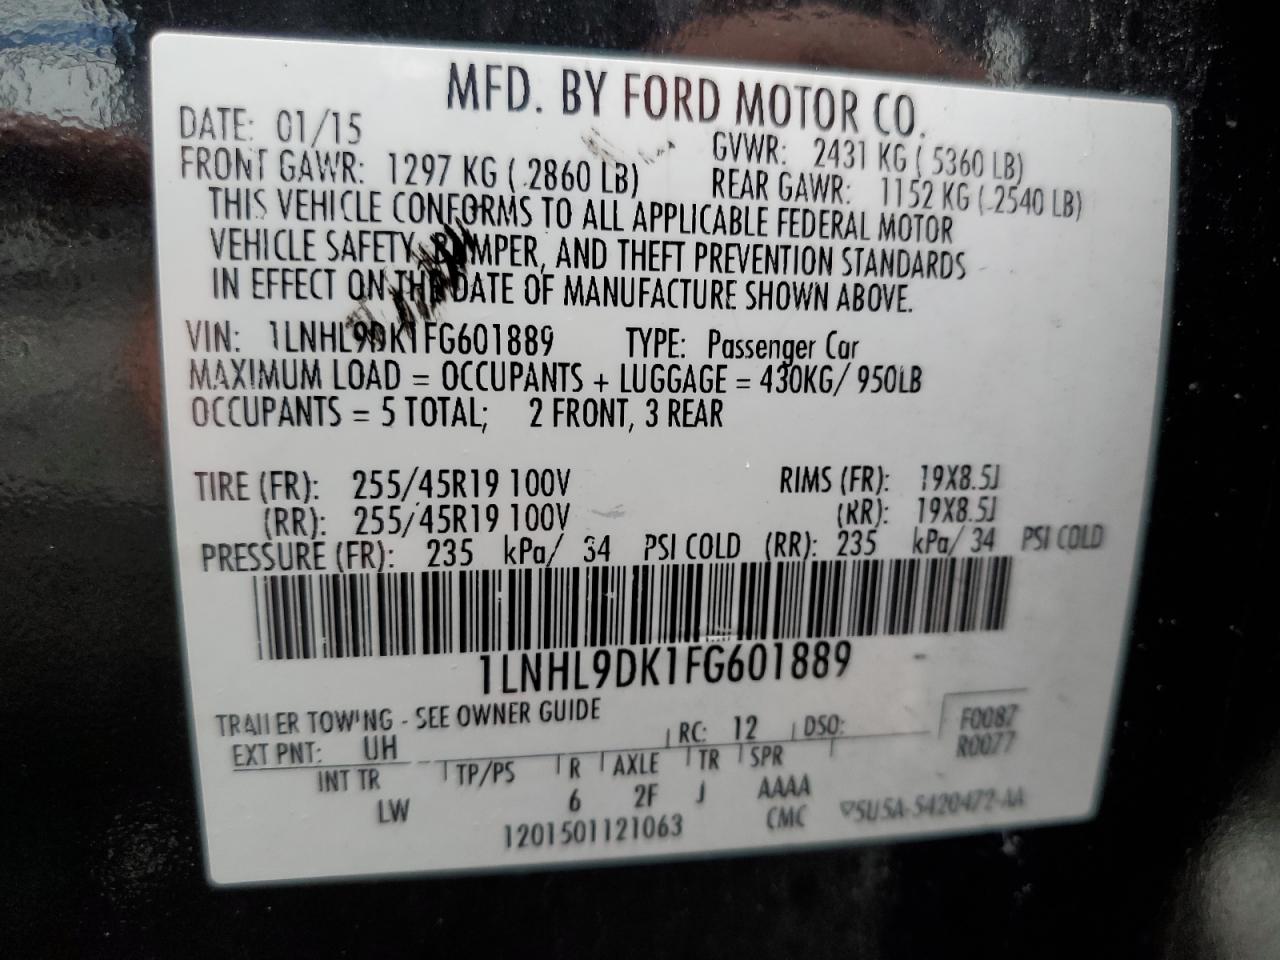 MFD. BY FORD MOTOR CO.
DATE: 01/15 GVWR: 2431 KG ( 5360 LB)
FRONT GAWR: 1297 KG ( 2860 LB) REAR GAWR: 1152 KG ( 2540 LB)
THIS VEHICLE CONFORMS TO ALL APPLICABLE FEDERAL MOTOR
VEHICLE SAFETY, BUMPER, AND THEFT PREVENTION STANDARDS
IN EFFECT ON THE DATE OF MANUFACTURE SHOWN ABOVE.
VIN: 1LNHL9DK1FG601889 TYPE: Passenger Car
MAXIMUM LOAD = OCCUPANTS + LUGGAGE = 430KG/ 950LB
OCCUPANTS = 5 TOTAL; 2 FRONT, 3 REAR
TIRE (FR): 255/45R19 100V RIMS (FR): 19X8.5J
(RR): 255/45R19 100V (RR): 19X8.5J
PRESSURE (FR): 235 kPa/ 34 PSI COLD (RR): 235 kPa/ 34 PSI COLD
1LNHL9DK1FG601889
TRAILER TOWING - SEE OWNER GUIDE
EXT PNT: UH RC: 12 DSO: F0087
R0077
INT TR TP/PS R AXLE TR SPR
LW 6 2F J AAAA
1201501121063 CMC 5U5A-5420472-AA